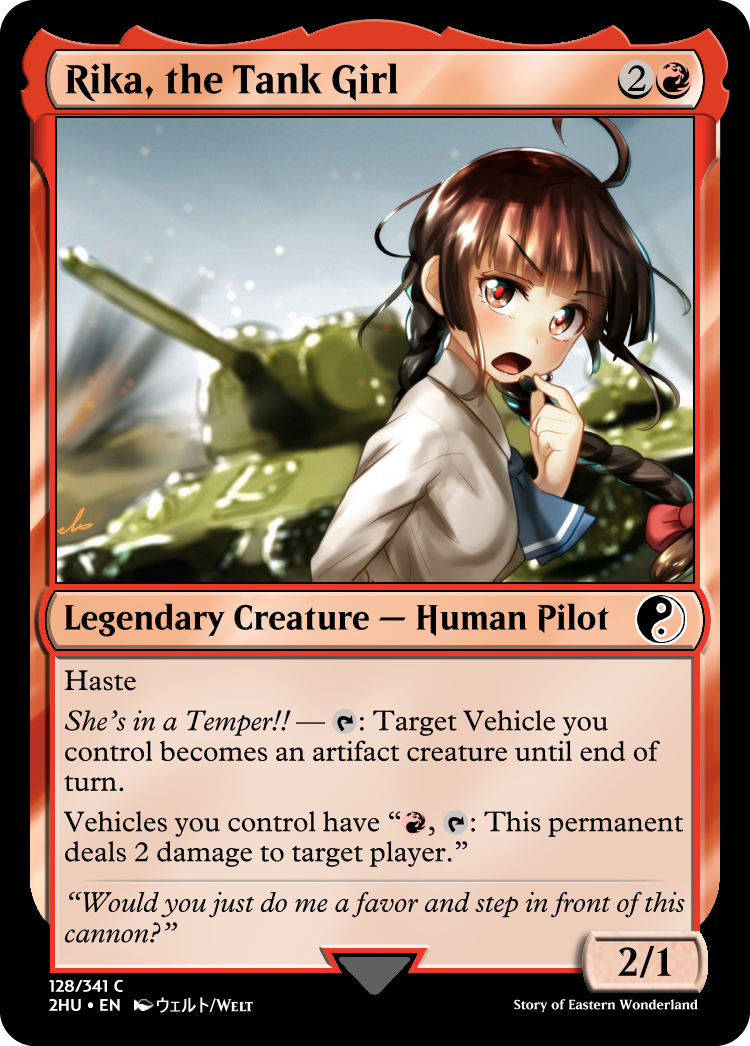 Rika, the Tank Girl 2
Legendary Creature — Human Pilot
Haste
She's in a Temper!! — : Target Vehicle you
control becomes an artifact creature until end of
turn.
Vehicles you control have “, : This permanent
deals 2 damage to target player.”
“Would you just do me a favor and step in front of this
cannon?”
2/1
128/341 C
2HU • EN ウェルト/Welt
Story of Eastern Wonderland